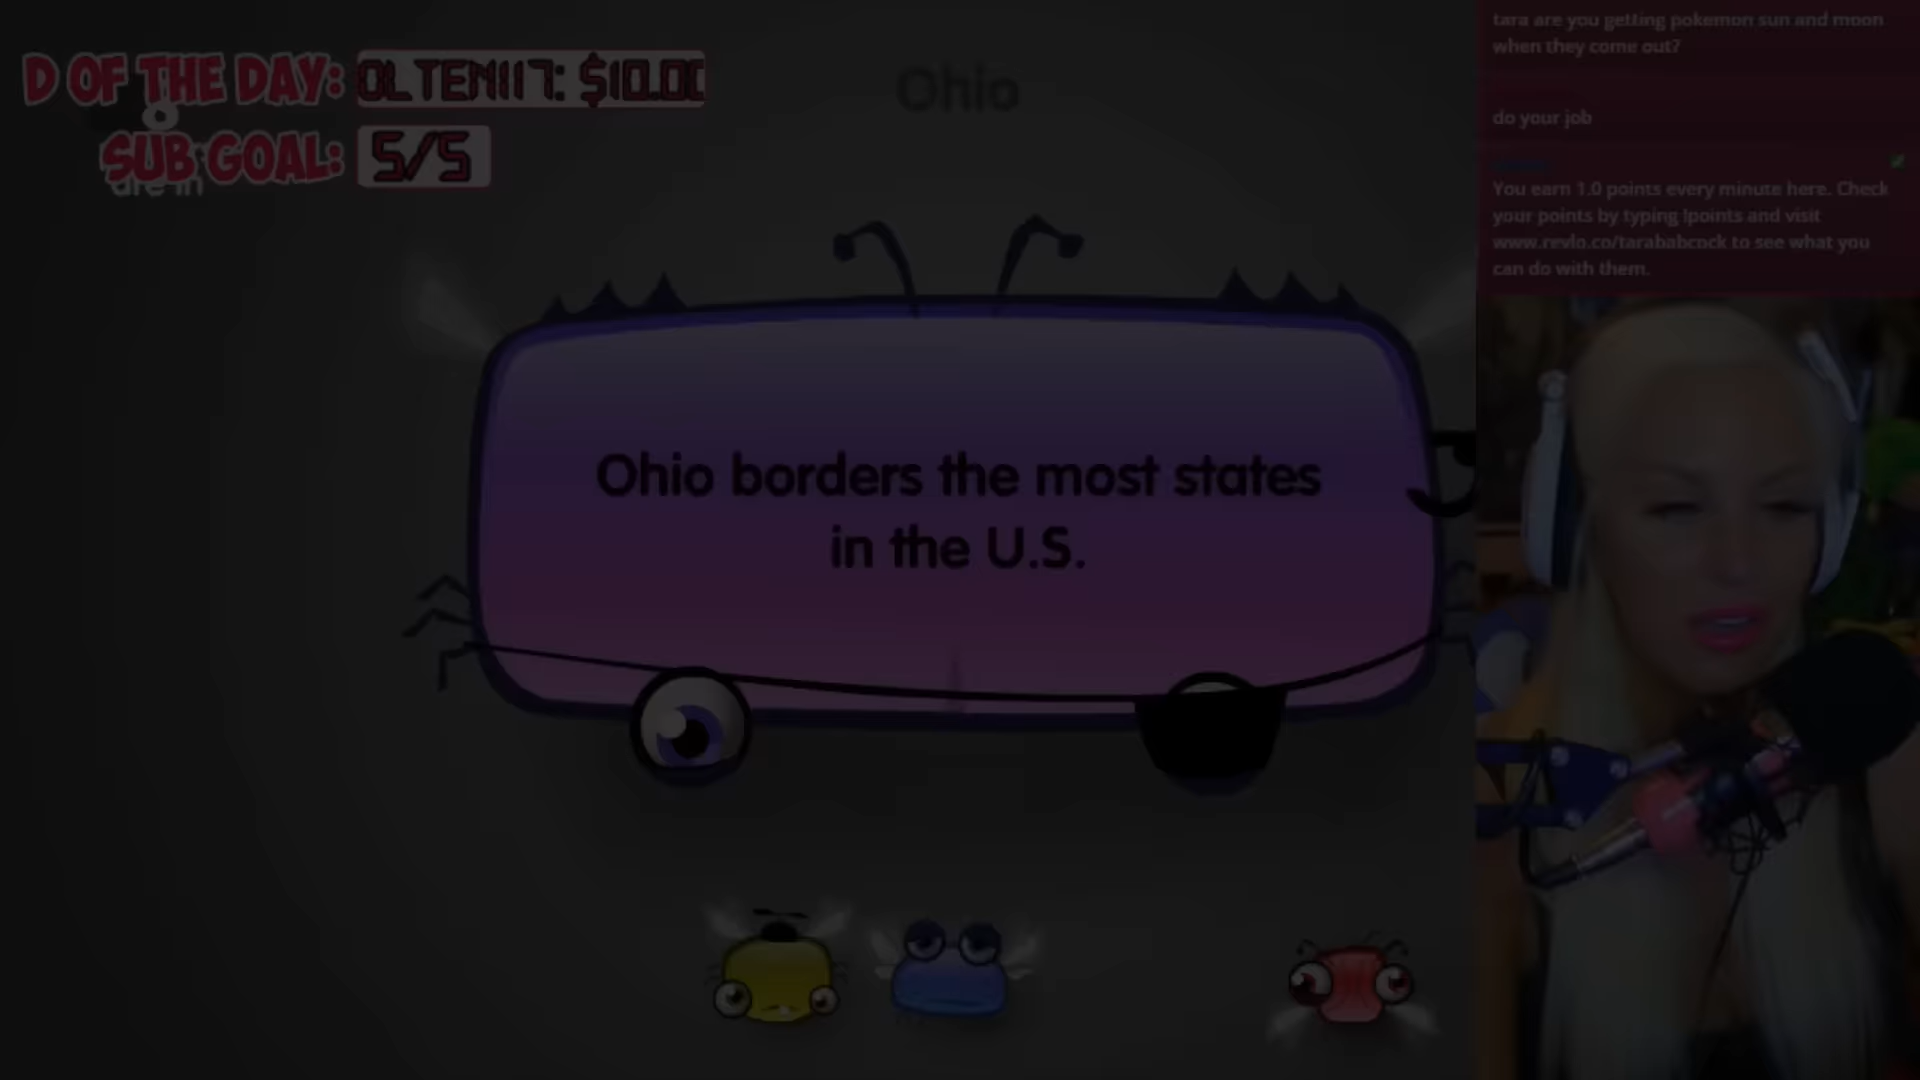 D OF THE DAY:
OLTEN117: $10.00
SUB GOAL: 5/5
are in
Ohio
Ohio borders the most states
in the U.S.
tara are you getting pokemon sun and moon
when they come out?
do your job
You earn 1.0 points every minute here. Check
your points by typing !points and visit
www.revlo.co/tarababcock to see what you
can do with them.